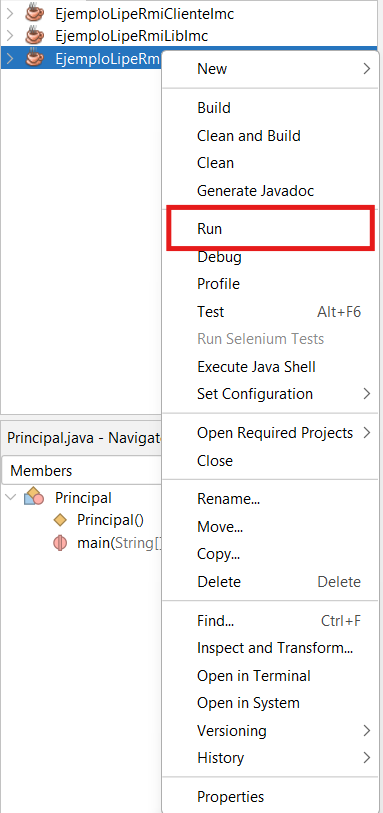 EjemploLipeRmiClienteImc
EjemploLipeRmiLibImc
EjemploLipeRm
New
Build
Clean and Build
Clean
Generate Javadoc
Run
Debug
Profile
Test Alt+F6
Run Selenium Tests
Execute Java Shell
Set Configuration
Open Required Projects
Close
Rename...
Move...
Copy...
Delete Delete
Find... Ctrl+F
Inspect and Transform...
Open in Terminal
Open in System
Versioning
History
Properties
Principal.java - Navigat
Members
Principal
Principal()
main(String[]